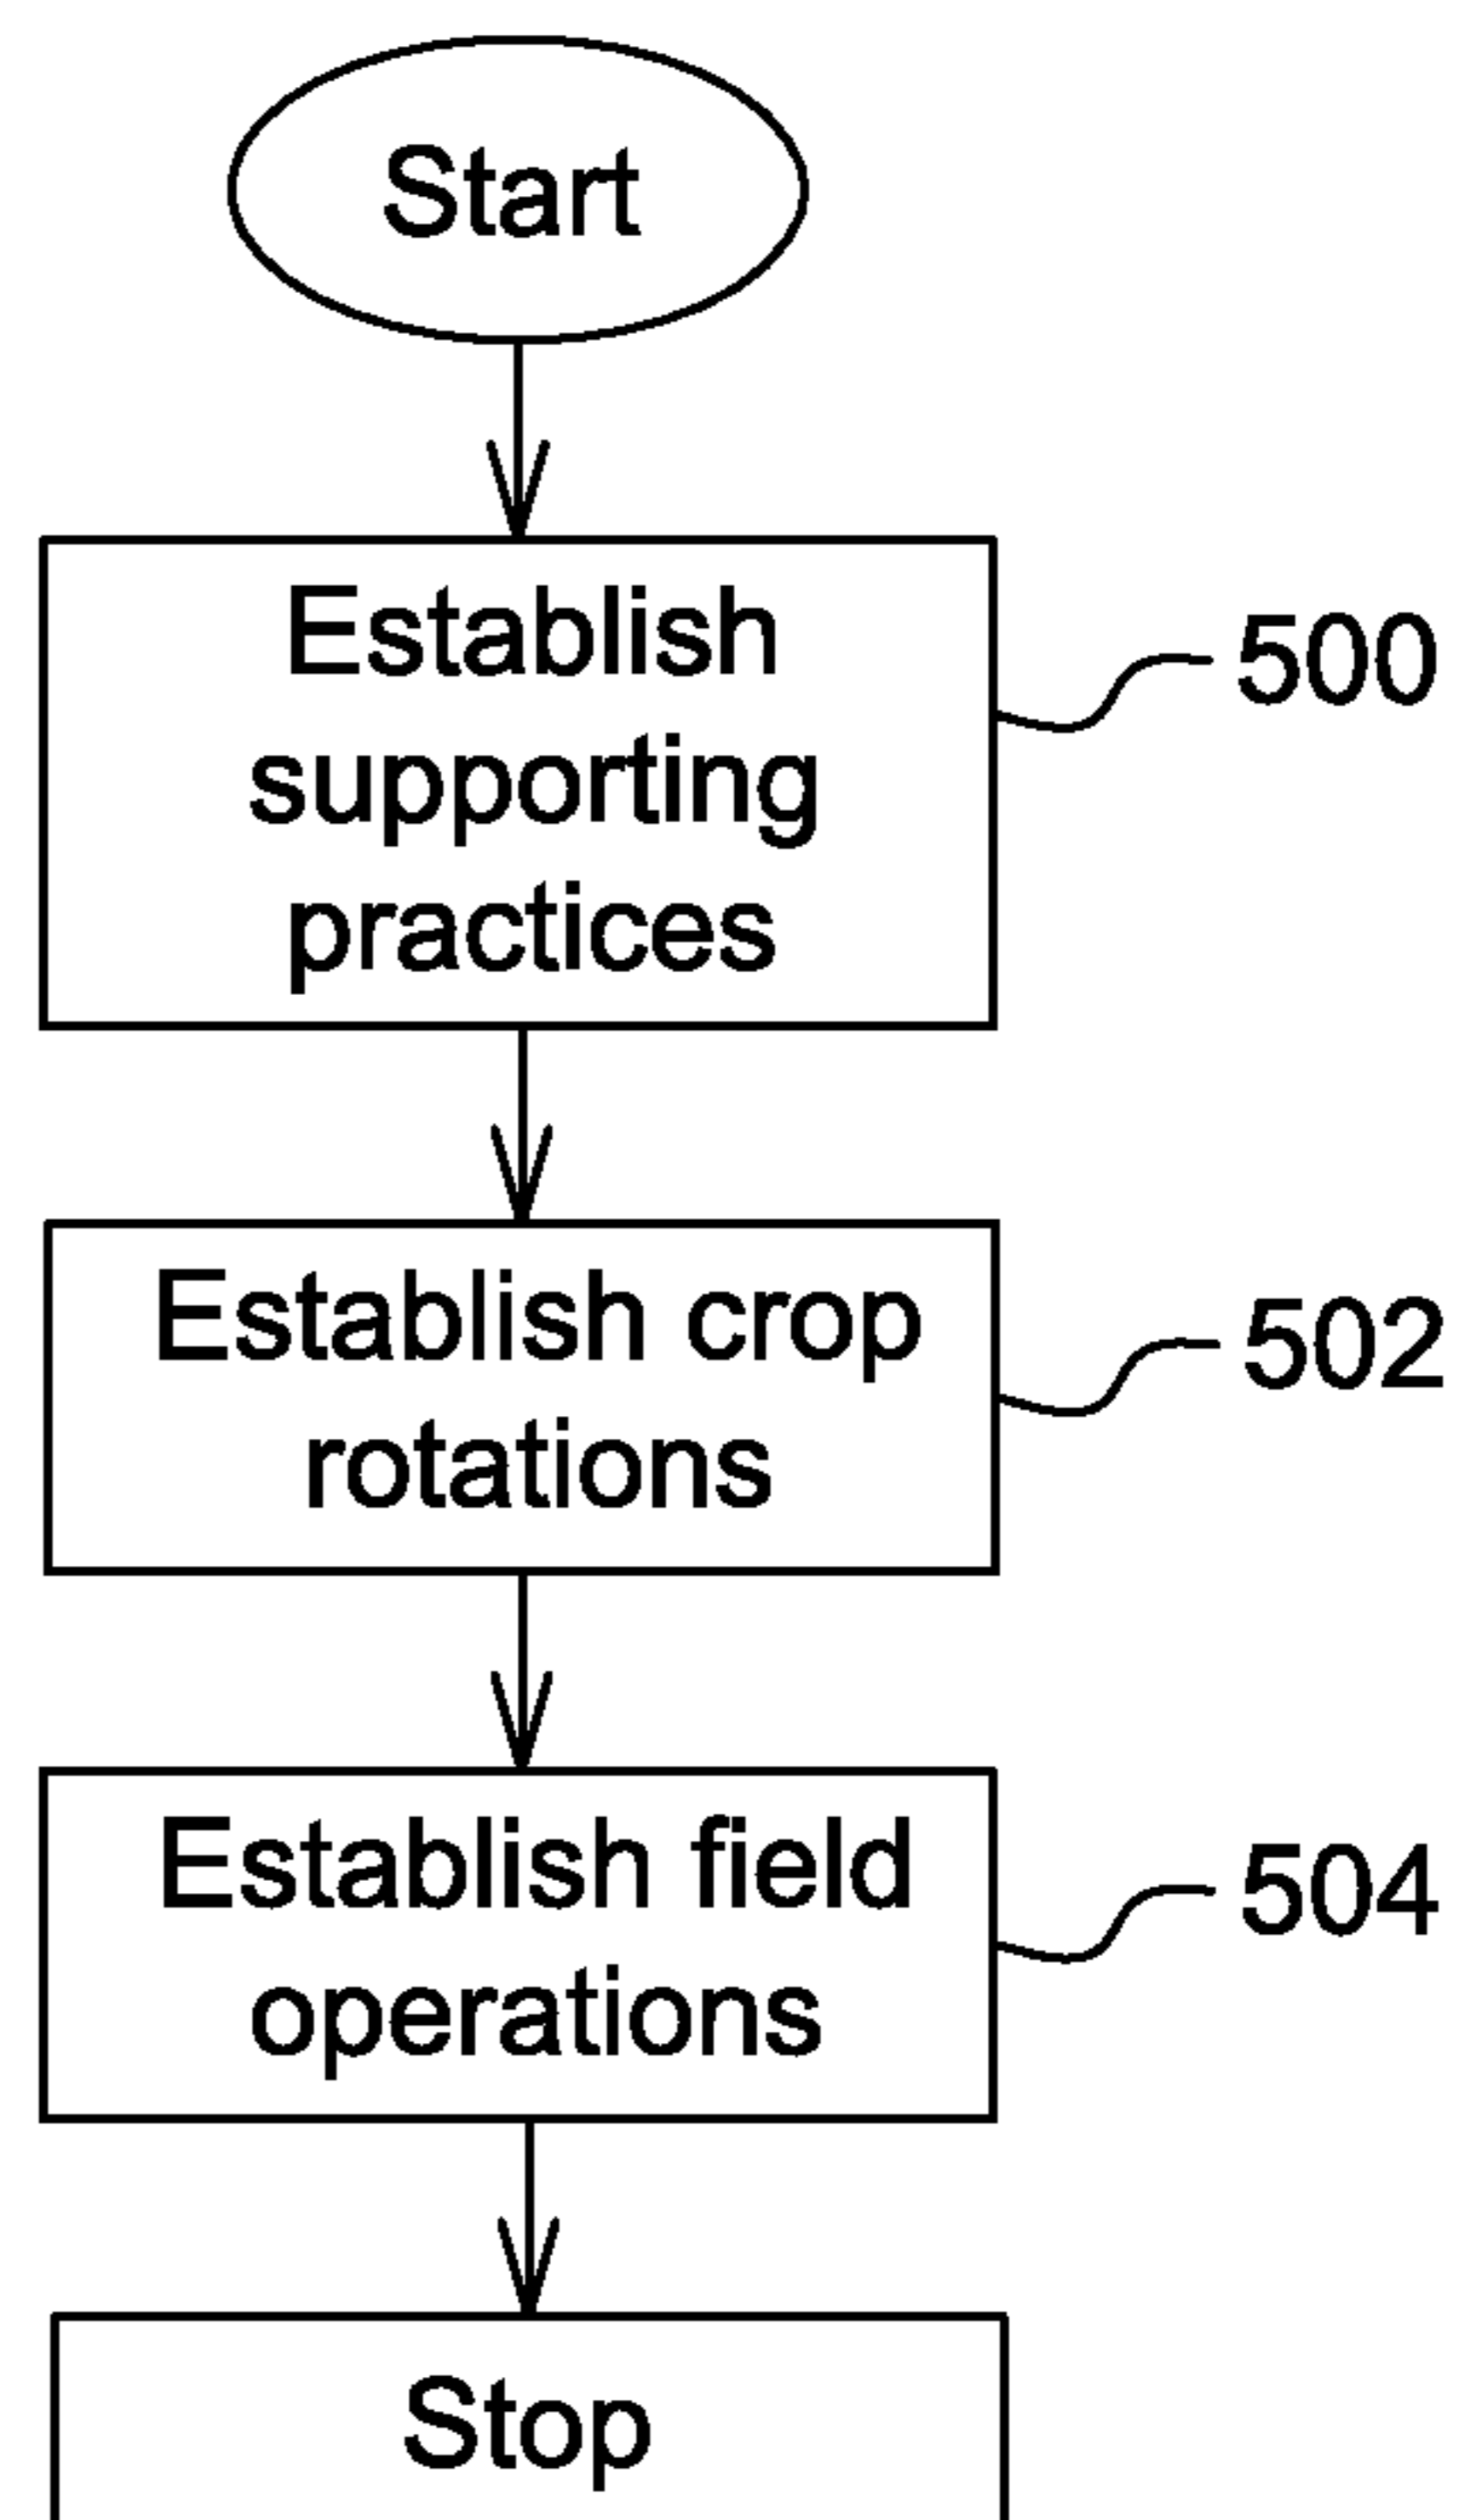 Start
Establish
supporting
practices
500
Establish crop
rotations
502
Establish field
operations
504
Stop